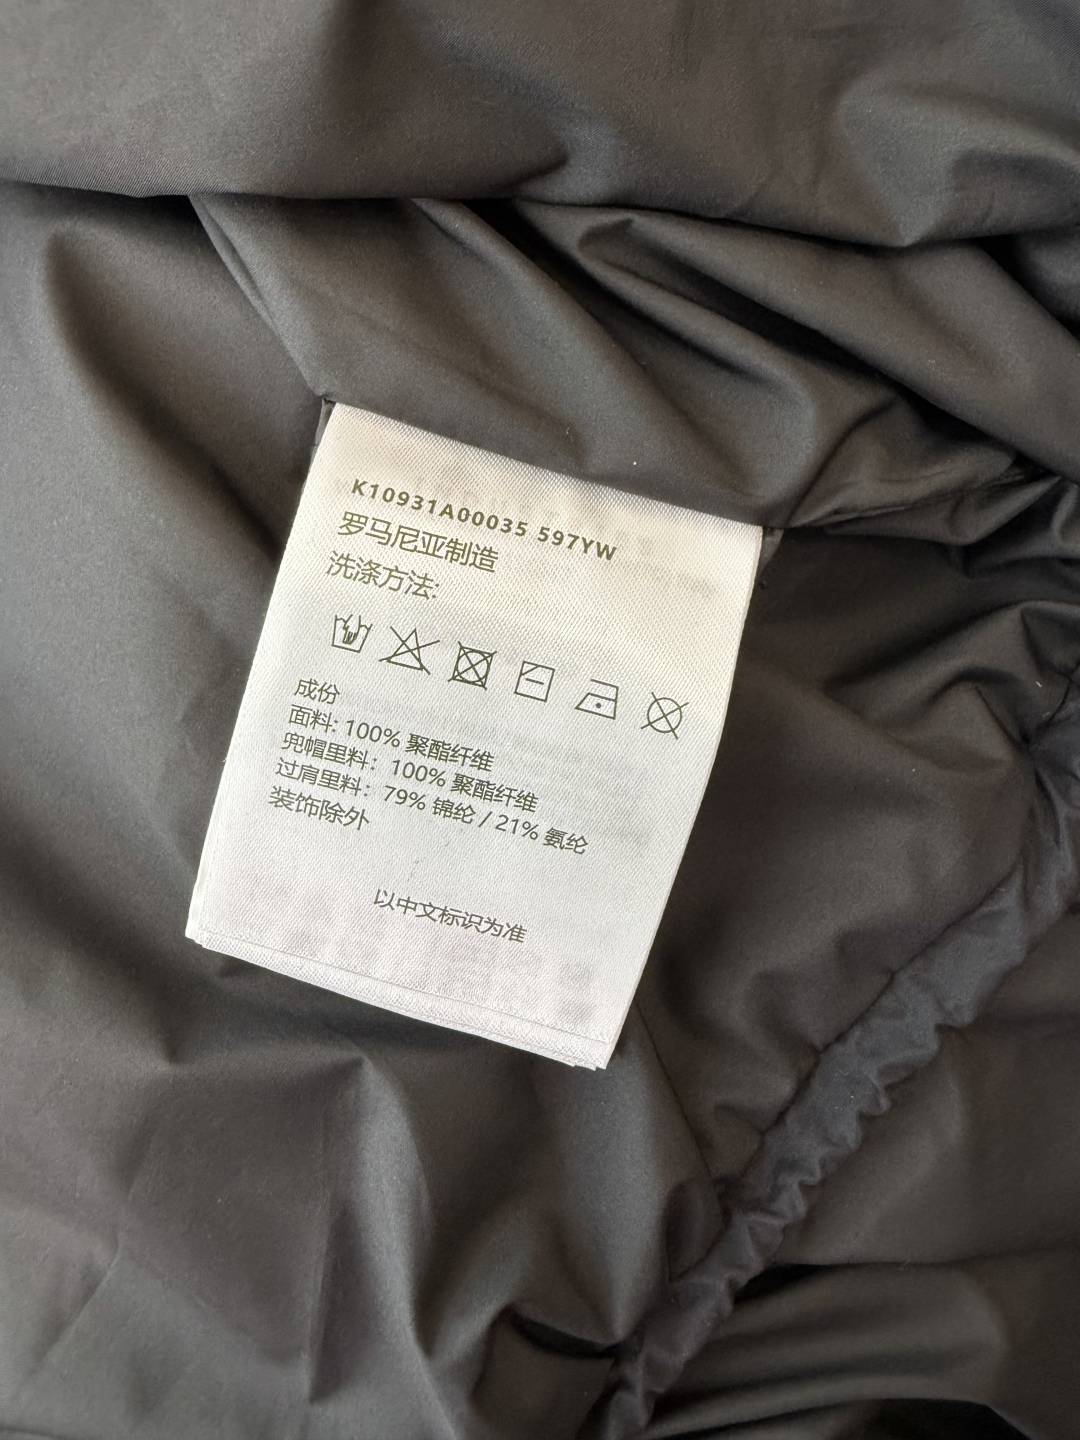 K10931A00035 597YW
罗马尼亚制造
洗涤方法:
成份
面料: 100% 聚酯纤维
兜帽里料：100% 聚酯纤维
过肩里料：79% 锦纶 / 21% 氨纶
装饰除外
以中文标识为准